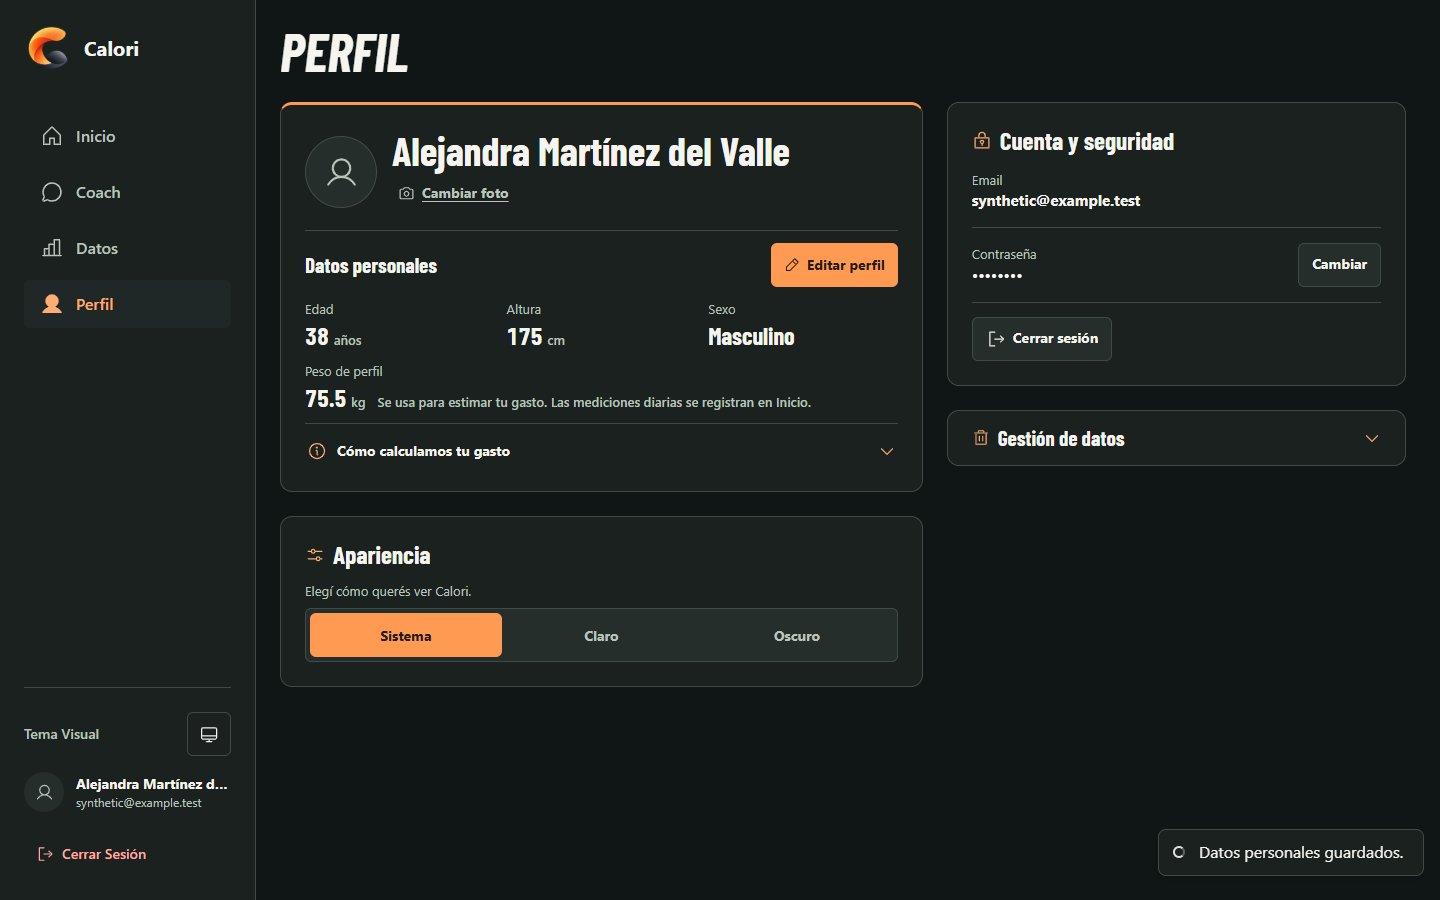 Calori
Inicio
Coach
Datos
Perfil
Tema Visual
Alejandra Martínez d...
synthetic@example.test
Cerrar Sesión
PERFIL
Alejandra Martínez del Valle
Cambiar foto
Datos personales
Editar perfil
Edad
Altura
Sexo
38 años
175 cm
Masculino
Peso de perfil
75.5 kg Se usa para estimar tu gasto. Las mediciones diarias se registran en Inicio.
Cómo calculamos tu gasto
Apariencia
Elegí cómo querés ver Calori.
Sistema
Claro
Oscuro
Cuenta y seguridad
Email
synthetic@example.test
Contraseña
••••••••
Cambiar
Cerrar sesión
Gestión de datos
Datos personales guardados.